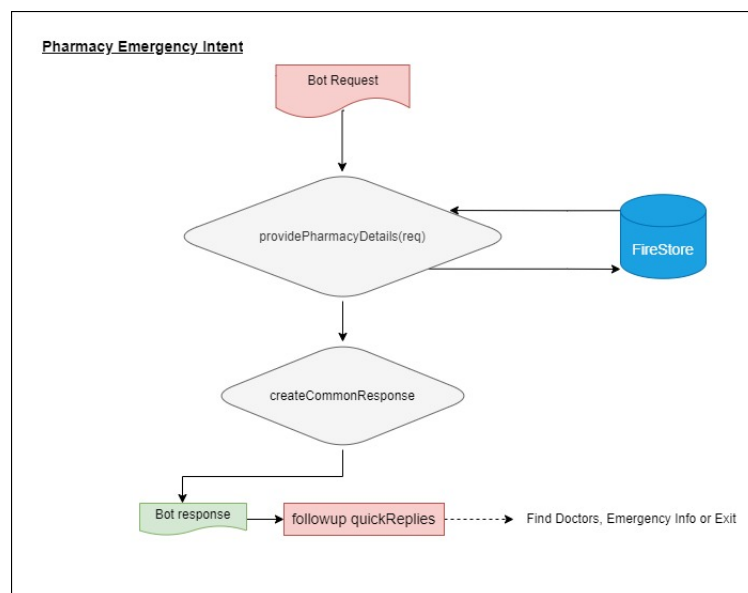 Pharmacy Emergency Intent
Bot Request
providePharmacyDetails(req)
FireStore
createCommonResponse
Bot response
followup quickReplies
Find Doctors, Emergency Info or Exit